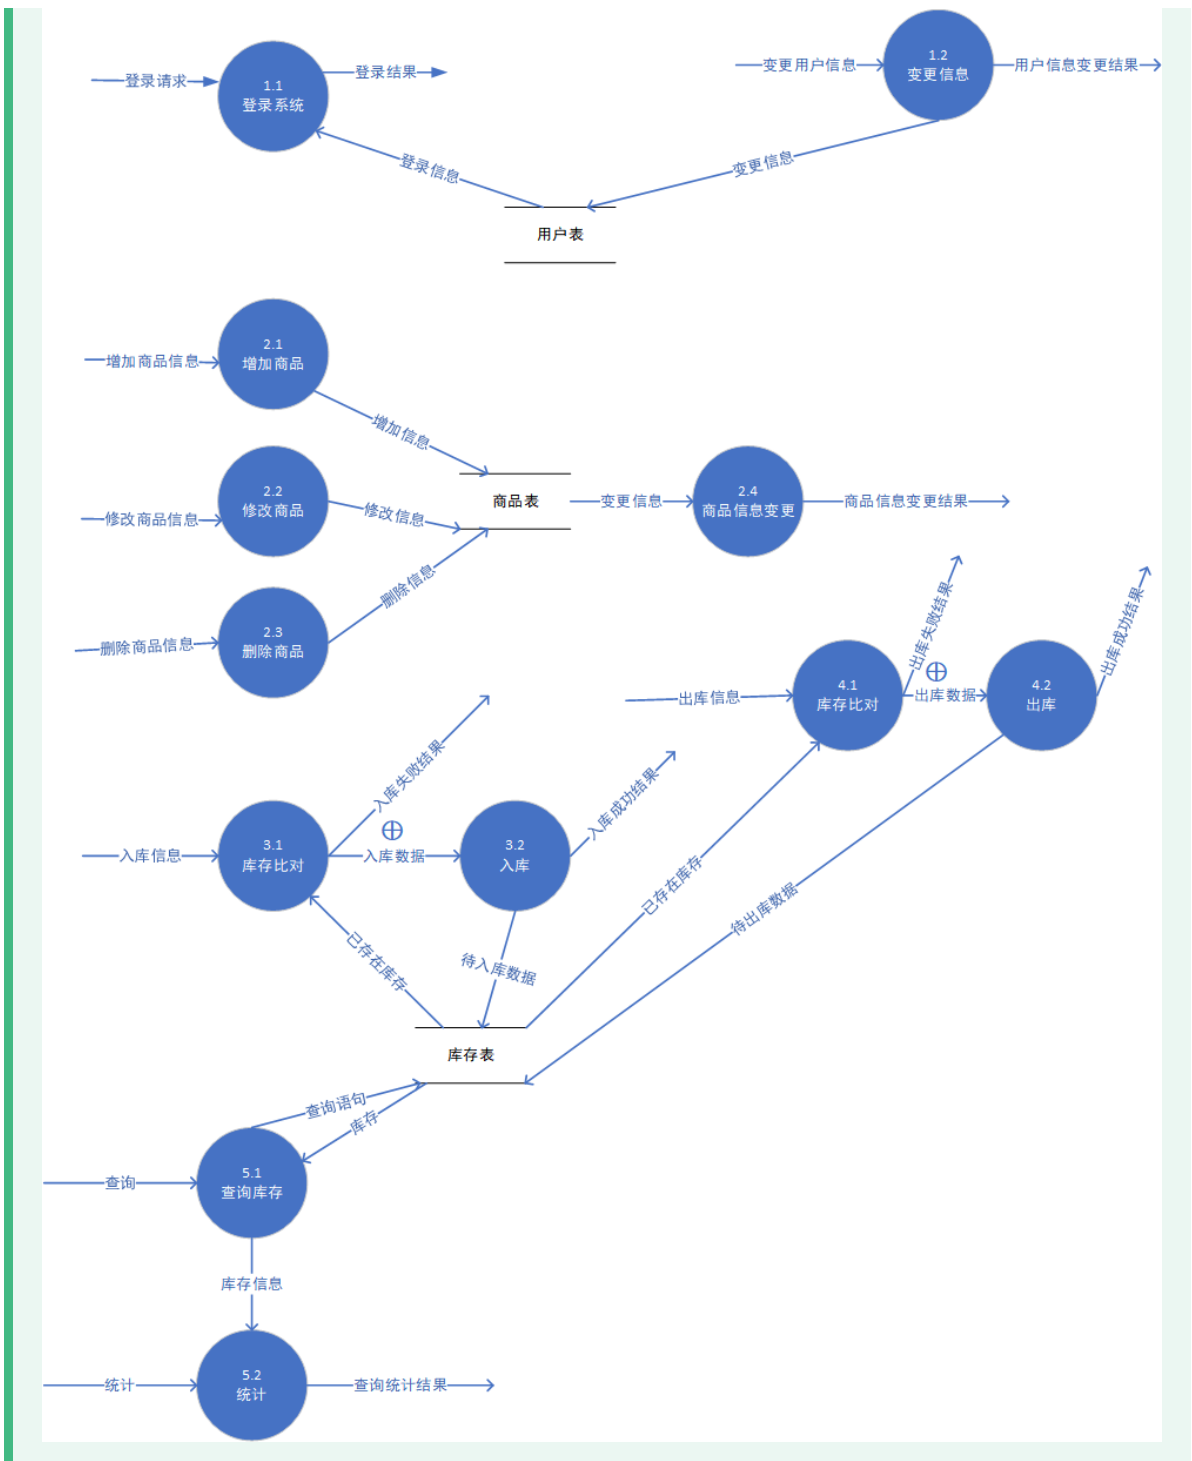 1.1
登录系统
登录请求
登录结果
1.2
变更信息
变更用户信息
用户信息变更结果
登录信息
变更信息
用户表
2.1
增加商品
增加商品信息
增加信息
2.2
修改商品
修改商品信息
修改信息
商品表
变更信息
2.4
商品信息变更
商品信息变更结果
删除信息
2.3
删除商品
删除商品信息
出库失败结果
出库成功结果
出库信息
4.1
库存比对
出库数据
4.2
出库
入库失败结果
入库成功结果
入库信息
3.1
库存比对
入库数据
3.2
入库
已存在库存
待出库数据
已存在库存
待入库数据
库存表
查询语句
库存
查询
5.1
查询库存
库存信息
统计
5.2
统计
查询统计结果